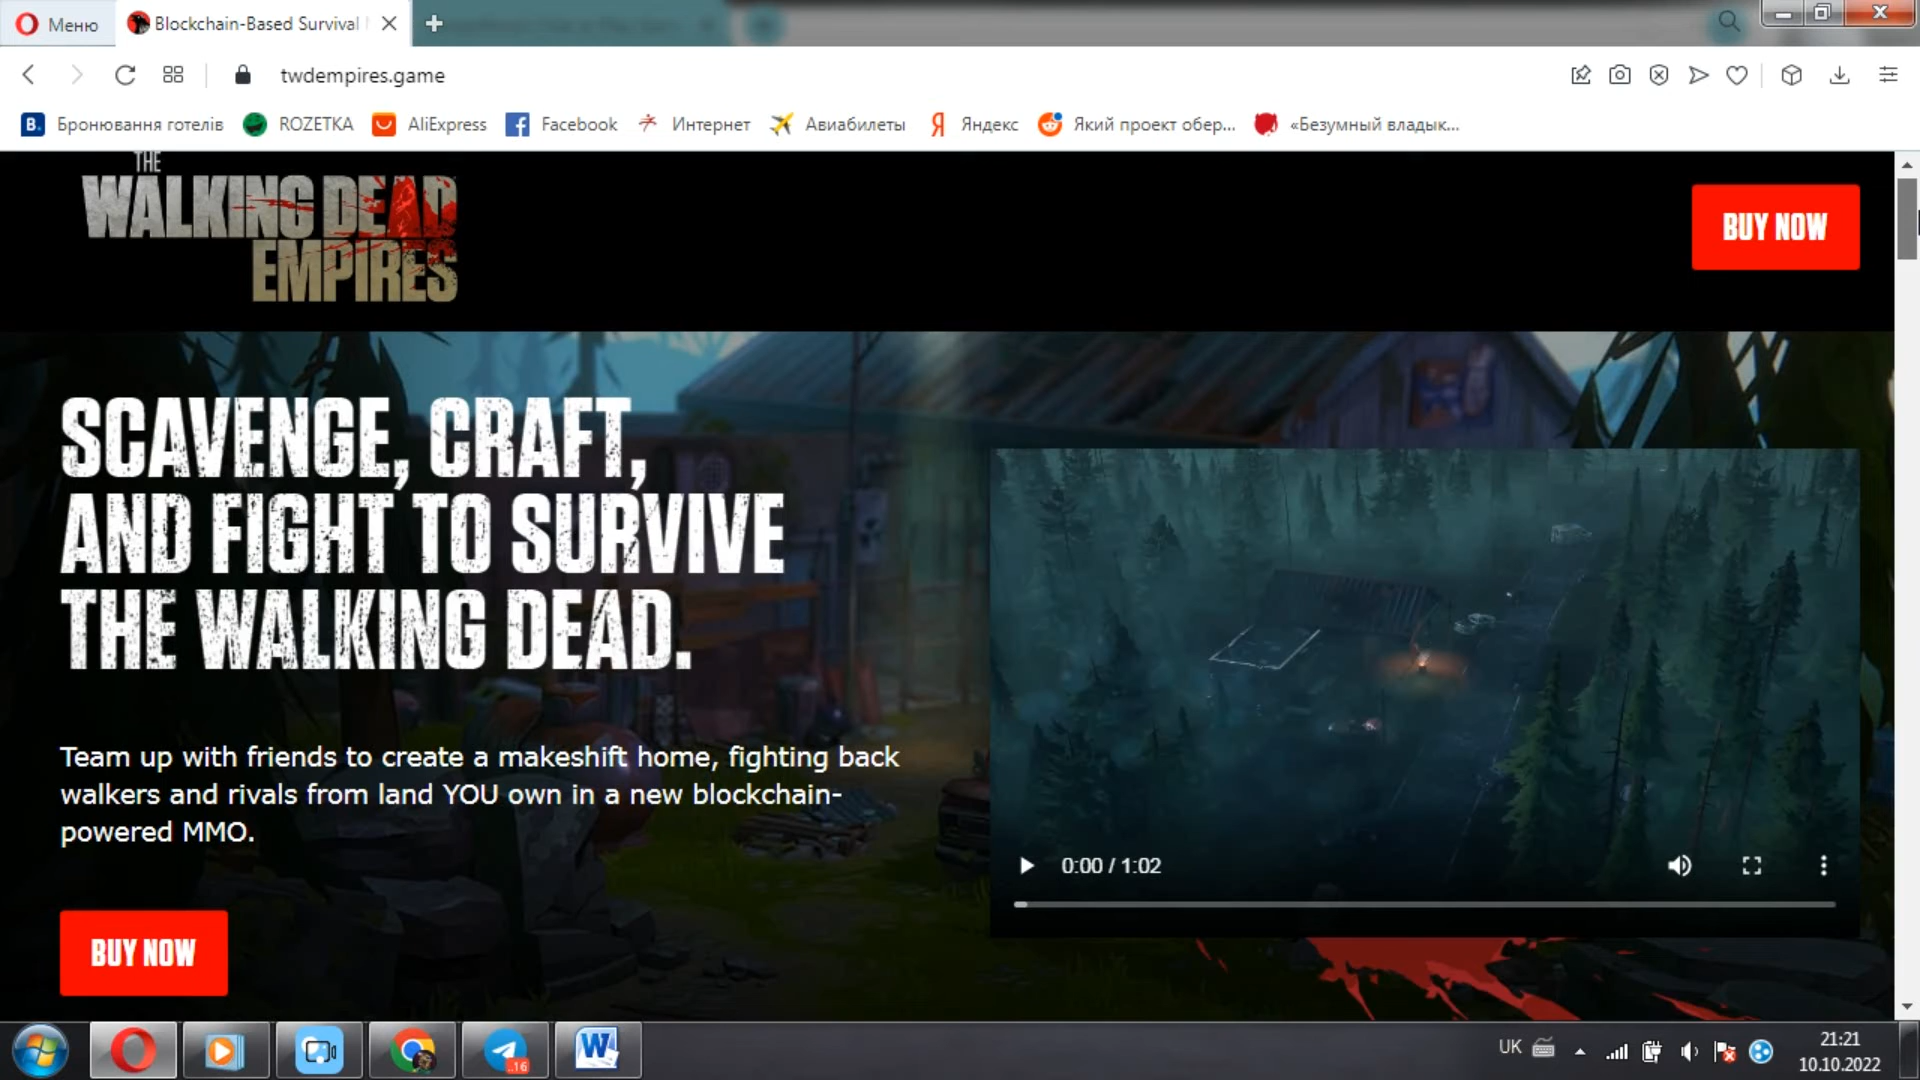 Меню
Blockchain-Based Survival
twdempires.game
B. Бронювання готелів
ROZETKA
AliExpress
Facebook
Интернет
Авиабилеты
Я Яндекс
Який проект обер...
«Безумный владык...
THE
WALKING DEAD
EMPIRES
BUY NOW
SCAVENGE, CRAFT,
AND FIGHT TO SURVIVE
THE WALKING DEAD.
Team up with friends to create a makeshift home, fighting back
walkers and rivals from land YOU own in a new blockchain-
powered MMO.
BUY NOW
0:00 / 1:02
16
W
UK
21:21
10.10.2022